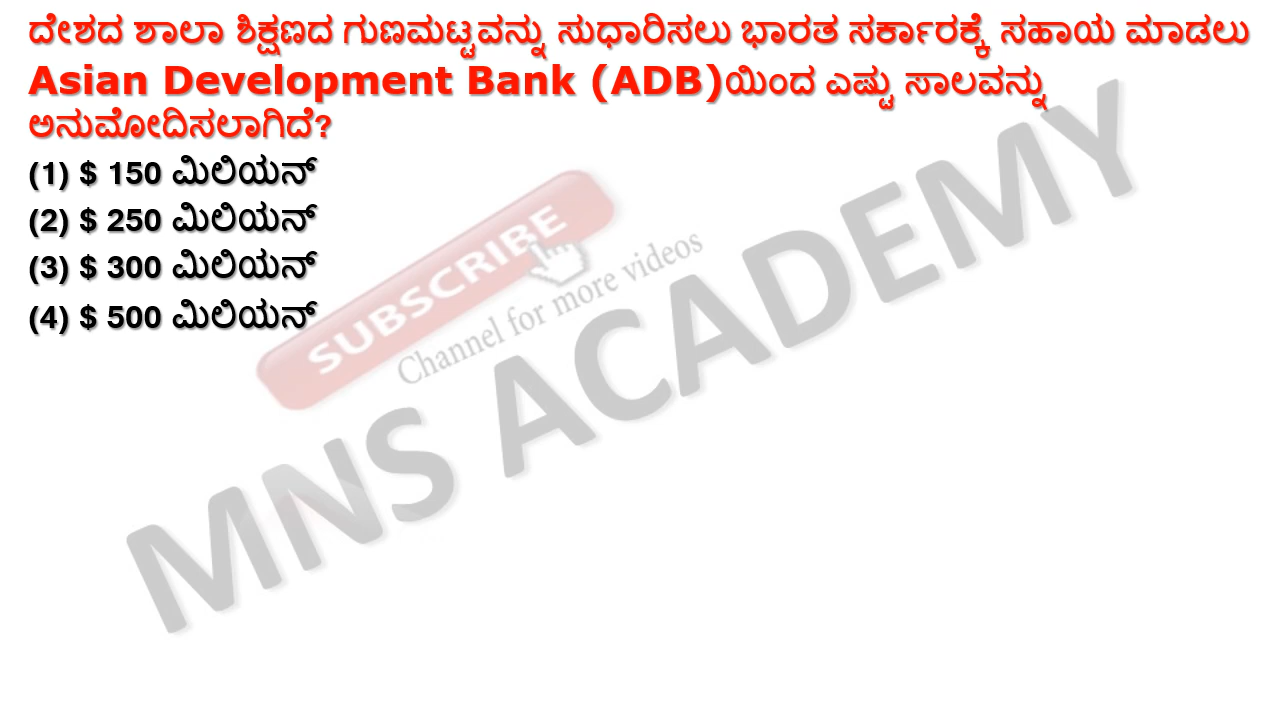 ದೇಶದ ಶಾಲಾ ಶಿಕ್ಷಣದ ಗುಣಮಟ್ಟವನ್ನು ಸುಧಾರಿಸಲು ಭಾರತ ಸರ್ಕಾರಕ್ಕೆ ಸಹಾಯ ಮಾಡಲು
Asian Development Bank (ADB)ಯಿಂದ ಎಷ್ಟು ಸಾಲವನ್ನು
ಅನುಮೋದಿಸಲಾಗಿದೆ?
(1) $ 150 ಮಿಲಿಯನ್
(2) $ 250 ಮಿಲಿಯನ್
(3) $ 300 ಮಿಲಿಯನ್
(4) $ 500 ಮಿಲಿಯನ್
SUBSCRIBE
Channel for more videos
MNS ACADEMY